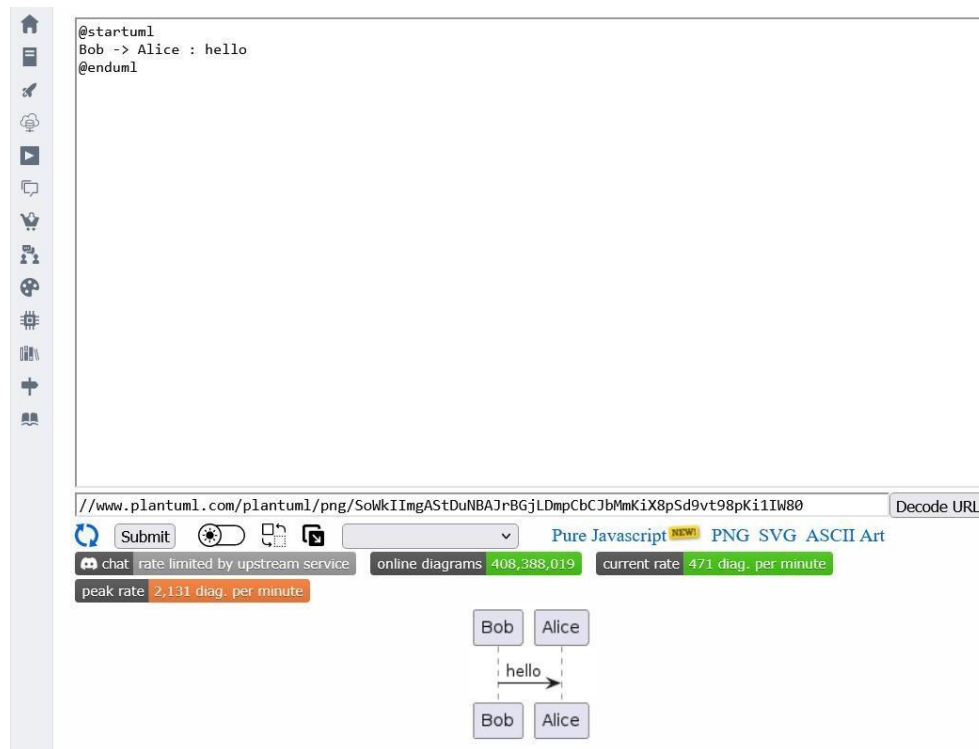 @startuml
Bob -> Alice : hello
@enduml
//www.plantuml.com/plantuml/png/SoWkIImgAStDuNBAJrBGjLDmpCbCJbMmKiX8pSd9vt98pKi1IW80 Decode URL
Submit Pure Javascript NEW! PNG SVG ASCII Art
chat rate limited by upstream service online diagrams 408,388,019 current rate 471 diag. per minute
peak rate 2,131 diag. per minute
Bob Alice
hello
Bob Alice